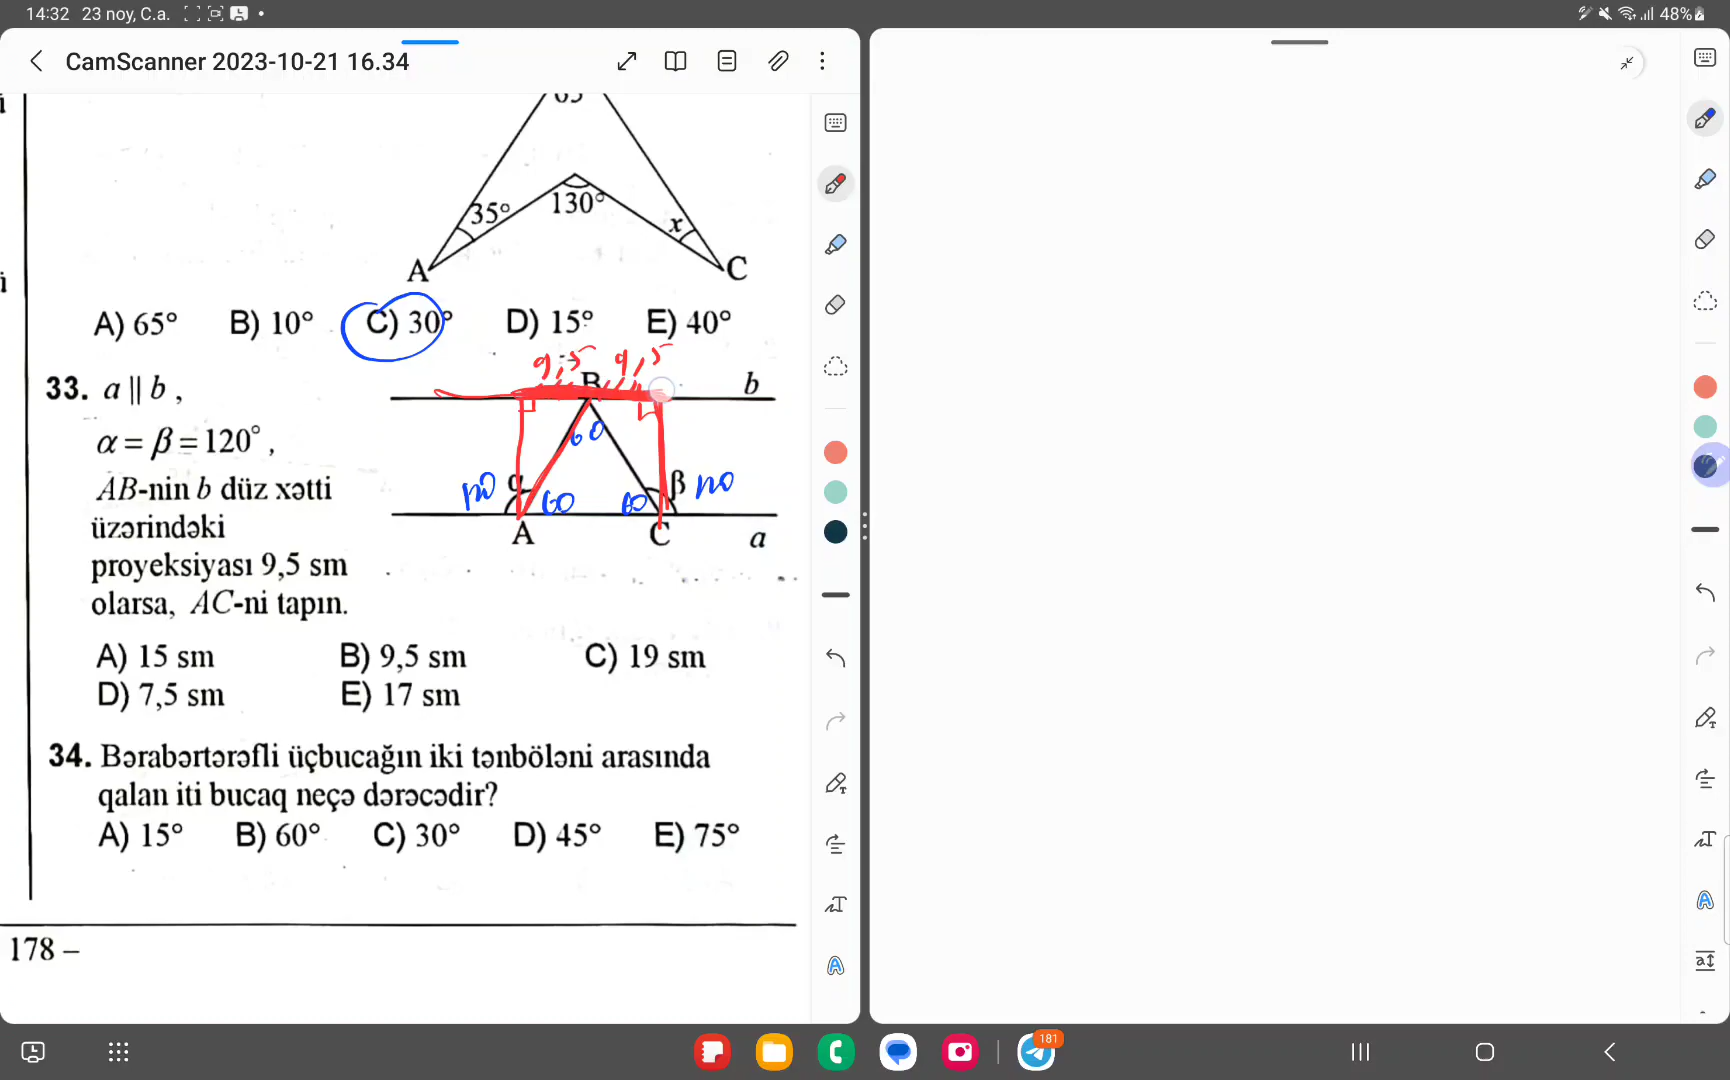 14:32 23 noy, C.a.
48%
CamScanner 2023-10-21 16.34
35°
130°
x
A
C
A) 65° B) 10° C) 30° D) 15° E) 40°
9,5 9,5
33. a || b ,
B
b
α = β = 120° ,
60
AB-nin b düz xətti
120 α 60 60 β 120
üzərindəki
A C a
proyeksiyası 9,5 sm
olarsa, AC-ni tapın.
A) 15 sm B) 9,5 sm C) 19 sm
D) 7,5 sm E) 17 sm
34. Bərabərtərəfli üçbucağın iki tənböləni arasında
qalan iti bucaq neçə dərəcədir?
A) 15° B) 60° C) 30° D) 45° E) 75°
178 –
181